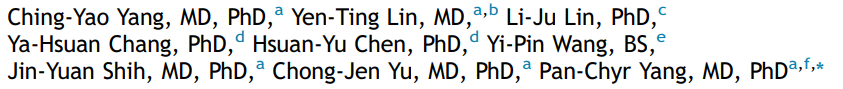 Ching-Yao Yang, MD, PhD,a Yen-Ting Lin, MD,a,b Li-Ju Lin, PhD,c
Ya-Hsuan Chang, PhD,d Hsuan-Yu Chen, PhD,d Yi-Pin Wang, BS,e
Jin-Yuan Shih, MD, PhD,a Chong-Jen Yu, MD, PhD,a Pan-Chyr Yang, MD, PhDa,f,*